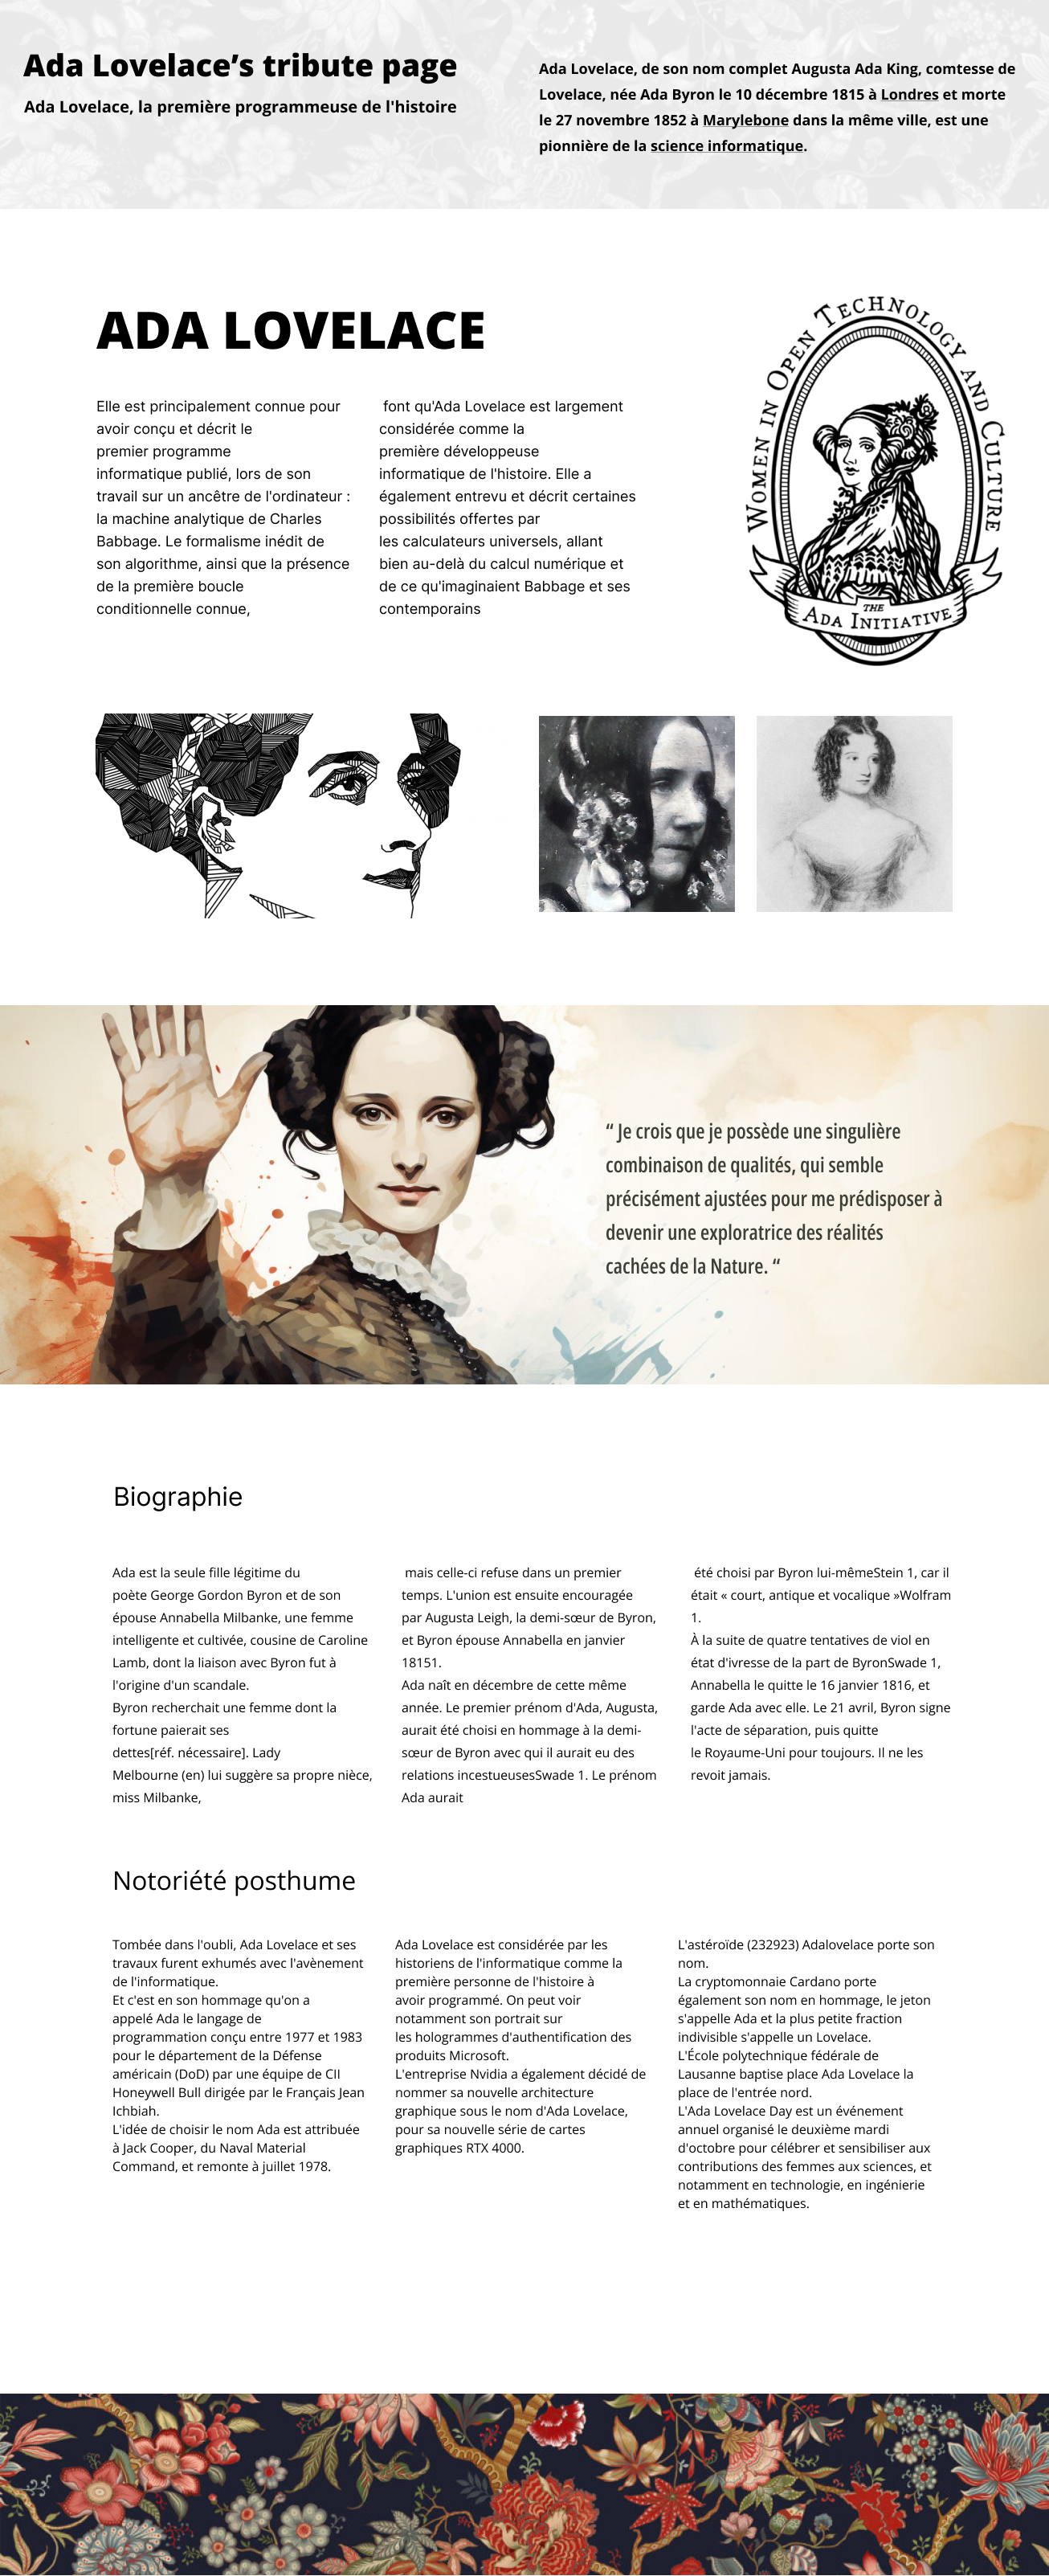 Ada Lovelace’s tribute page
Ada Lovelace, la première programmeuse de l'histoire
Ada Lovelace, de son nom complet Augusta Ada King, comtesse de
Lovelace, née Ada Byron le 10 décembre 1815 à Londres et morte
le 27 novembre 1852 à Marylebone dans la même ville, est une
pionnière de la science informatique.
ADA LOVELACE
Elle est principalement connue pour
avoir conçu et décrit le
premier programme
informatique publié, lors de son
travail sur un ancêtre de l'ordinateur :
la machine analytique de Charles
Babbage. Le formalisme inédit de
son algorithme, ainsi que la présence
de la première boucle
conditionnelle connue,
font qu'Ada Lovelace est largement
considérée comme la
première développeuse
informatique de l'histoire. Elle a
également entrevu et décrit certaines
possibilités offertes par
les calculateurs universels, allant
bien au-delà du calcul numérique et
de ce qu'imaginaient Babbage et ses
contemporains
WOMEN IN OPEN TECHNOLOGY AND CULTURE
THE
ADA INITIATIVE
“ Je crois que je possède une singulière
combinaison de qualités, qui semble
précisément ajustées pour me prédisposer à
devenir une exploratrice des réalités
cachées de la Nature. “
Biographie
Ada est la seule fille légitime du
poète George Gordon Byron et de son
épouse Annabella Milbanke, une femme
intelligente et cultivée, cousine de Caroline
Lamb, dont la liaison avec Byron fut à
l'origine d'un scandale.
Byron recherchait une femme dont la
fortune paierait ses
dettes[réf. nécessaire]. Lady
Melbourne (en) lui suggère sa propre nièce,
miss Milbanke,
mais celle-ci refuse dans un premier
temps. L'union est ensuite encouragée
par Augusta Leigh, la demi-sœur de Byron,
et Byron épouse Annabella en janvier
18151.
Ada naît en décembre de cette même
année. Le premier prénom d'Ada, Augusta,
aurait été choisi en hommage à la demi-
sœur de Byron avec qui il aurait eu des
relations incestueusesSwade 1. Le prénom
Ada aurait
été choisi par Byron lui-mêmeStein 1, car il
était « court, antique et vocalique »Wolfram
1.
À la suite de quatre tentatives de viol en
état d'ivresse de la part de ByronSwade 1,
Annabella le quitte le 16 janvier 1816, et
garde Ada avec elle. Le 21 avril, Byron signe
l'acte de séparation, puis quitte
le Royaume-Uni pour toujours. Il ne les
revoit jamais.
Notoriété posthume
Tombée dans l'oubli, Ada Lovelace et ses
travaux furent exhumés avec l'avènement
de l'informatique.
Et c'est en son hommage qu'on a
appelé Ada le langage de
programmation conçu entre 1977 et 1983
pour le département de la Défense
américain (DoD) par une équipe de CII
Honeywell Bull dirigée par le Français Jean
Ichbiah.
L'idée de choisir le nom Ada est attribuée
à Jack Cooper, du Naval Material
Command, et remonte à juillet 1978.
Ada Lovelace est considérée par les
historiens de l'informatique comme la
première personne de l'histoire à
avoir programmé. On peut voir
notamment son portrait sur
les hologrammes d'authentification des
produits Microsoft.
L'entreprise Nvidia a également décidé de
nommer sa nouvelle architecture
graphique sous le nom d'Ada Lovelace,
pour sa nouvelle série de cartes
graphiques RTX 4000.
L'astéroïde (232923) Adalovelace porte son
nom.
La cryptomonnaie Cardano porte
également son nom en hommage, le jeton
s'appelle Ada et la plus petite fraction
indivisible s'appelle un Lovelace.
L'École polytechnique fédérale de
Lausanne baptise place Ada Lovelace la
place de l'entrée nord.
L'Ada Lovelace Day est un événement
annuel organisé le deuxième mardi
d'octobre pour célébrer et sensibiliser aux
contributions des femmes aux sciences, et
notamment en technologie, en ingénierie
et en mathématiques.